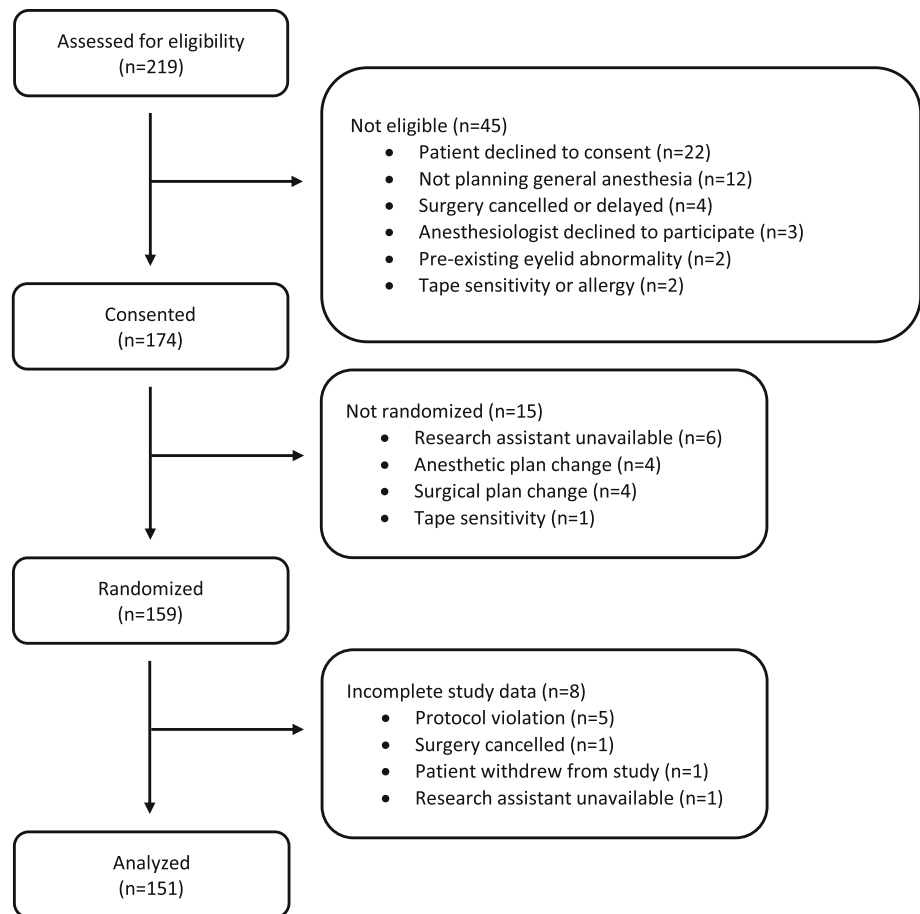 Assessed for eligibility
(n=219)
Not eligible (n=45)
• Patient declined to consent (n=22)
• Not planning general anesthesia (n=12)
• Surgery cancelled or delayed (n=4)
• Anesthesiologist declined to participate (n=3)
• Pre-existing eyelid abnormality (n=2)
• Tape sensitivity or allergy (n=2)
Consented
(n=174)
Not randomized (n=15)
• Research assistant unavailable (n=6)
• Anesthetic plan change (n=4)
• Surgical plan change (n=4)
• Tape sensitivity (n=1)
Randomized
(n=159)
Incomplete study data (n=8)
• Protocol violation (n=5)
• Surgery cancelled (n=1)
• Patient withdrew from study (n=1)
• Research assistant unavailable (n=1)
Analyzed
(n=151)